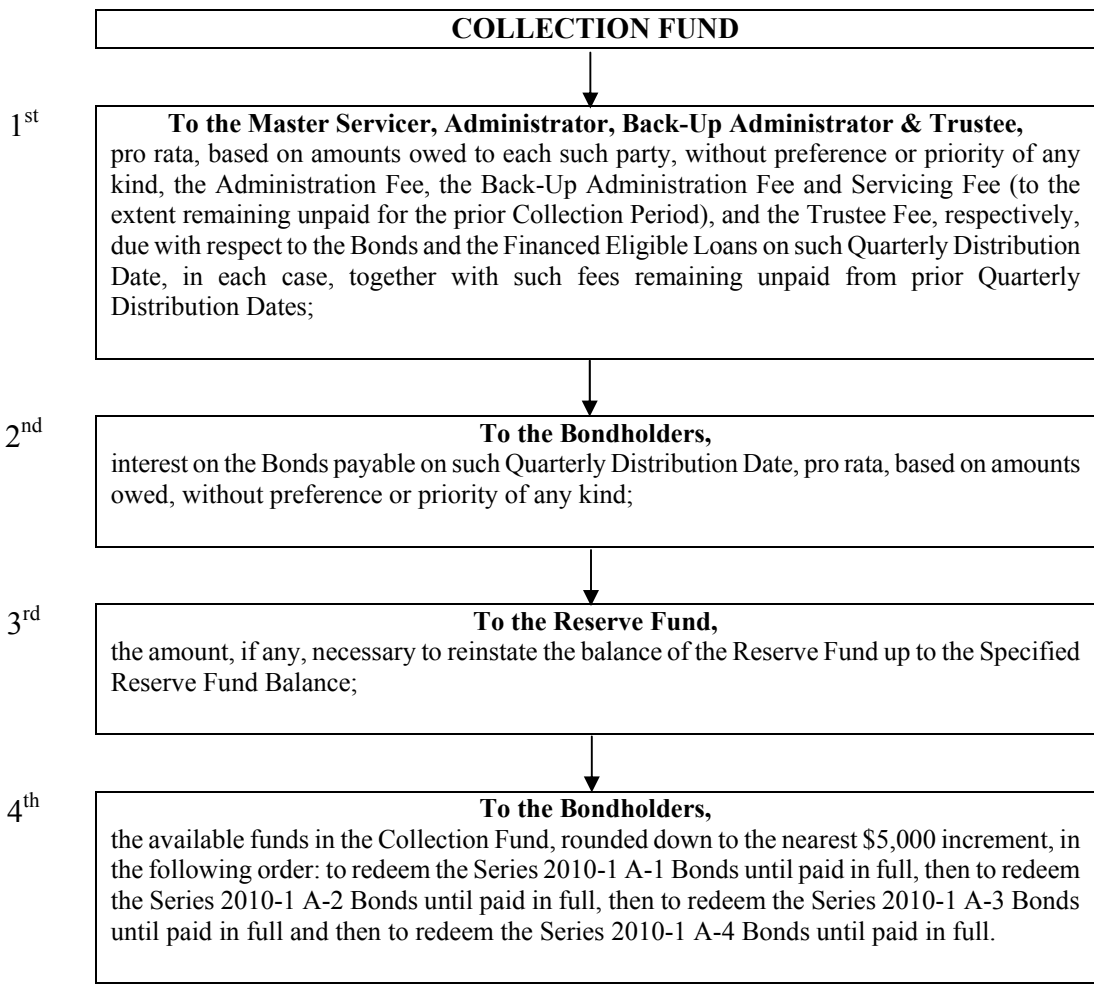 COLLECTION FUND
1st
To the Master Servicer, Administrator, Back-Up Administrator & Trustee,
pro rata, based on amounts owed to each such party, without preference or priority of any
kind, the Administration Fee, the Back-Up Administration Fee and Servicing Fee (to the
extent remaining unpaid for the prior Collection Period), and the Trustee Fee, respectively,
due with respect to the Bonds and the Financed Eligible Loans on such Quarterly Distribution
Date, in each case, together with such fees remaining unpaid from prior Quarterly
Distribution Dates;
2nd
To the Bondholders,
interest on the Bonds payable on such Quarterly Distribution Date, pro rata, based on amounts
owed, without preference or priority of any kind;
3rd
To the Reserve Fund,
the amount, if any, necessary to reinstate the balance of the Reserve Fund up to the Specified
Reserve Fund Balance;
4th
To the Bondholders,
the available funds in the Collection Fund, rounded down to the nearest $5,000 increment, in
the following order: to redeem the Series 2010-1 A-1 Bonds until paid in full, then to redeem
the Series 2010-1 A-2 Bonds until paid in full, then to redeem the Series 2010-1 A-3 Bonds
until paid in full and then to redeem the Series 2010-1 A-4 Bonds until paid in full.